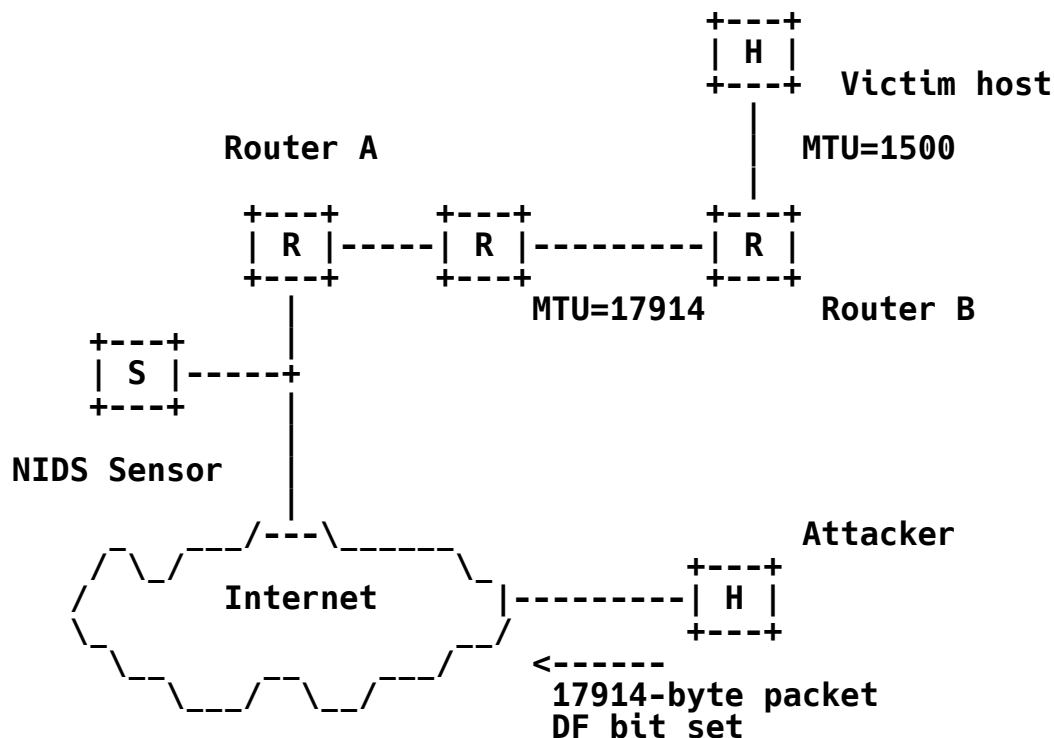 H
Victim host
Router A MTU=1500
R R R
MTU=17914 Router B
S
NIDS Sensor
Attacker
Internet H
17914-byte packet
DF bit set